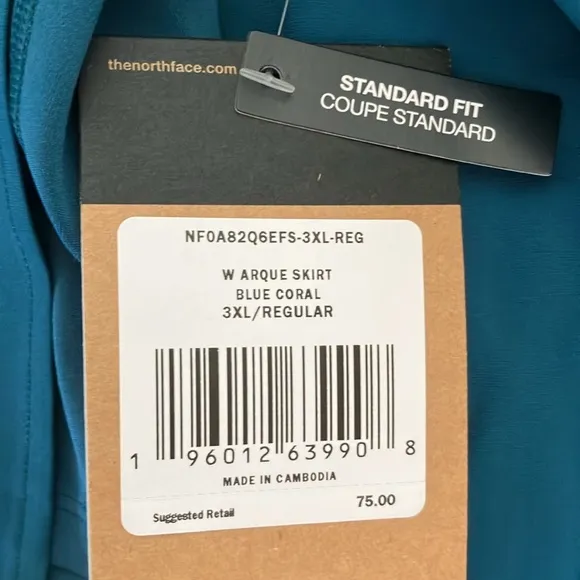 thenorthface.com
STANDARD FIT
COUPE STANDARD
NF0A82Q6EFS-3XL-REG
W ARQUE SKIRT
BLUE CORAL
3XL/REGULAR
1 96012 63990 8
MADE IN CAMBODIA
Suggested Retail 75.00